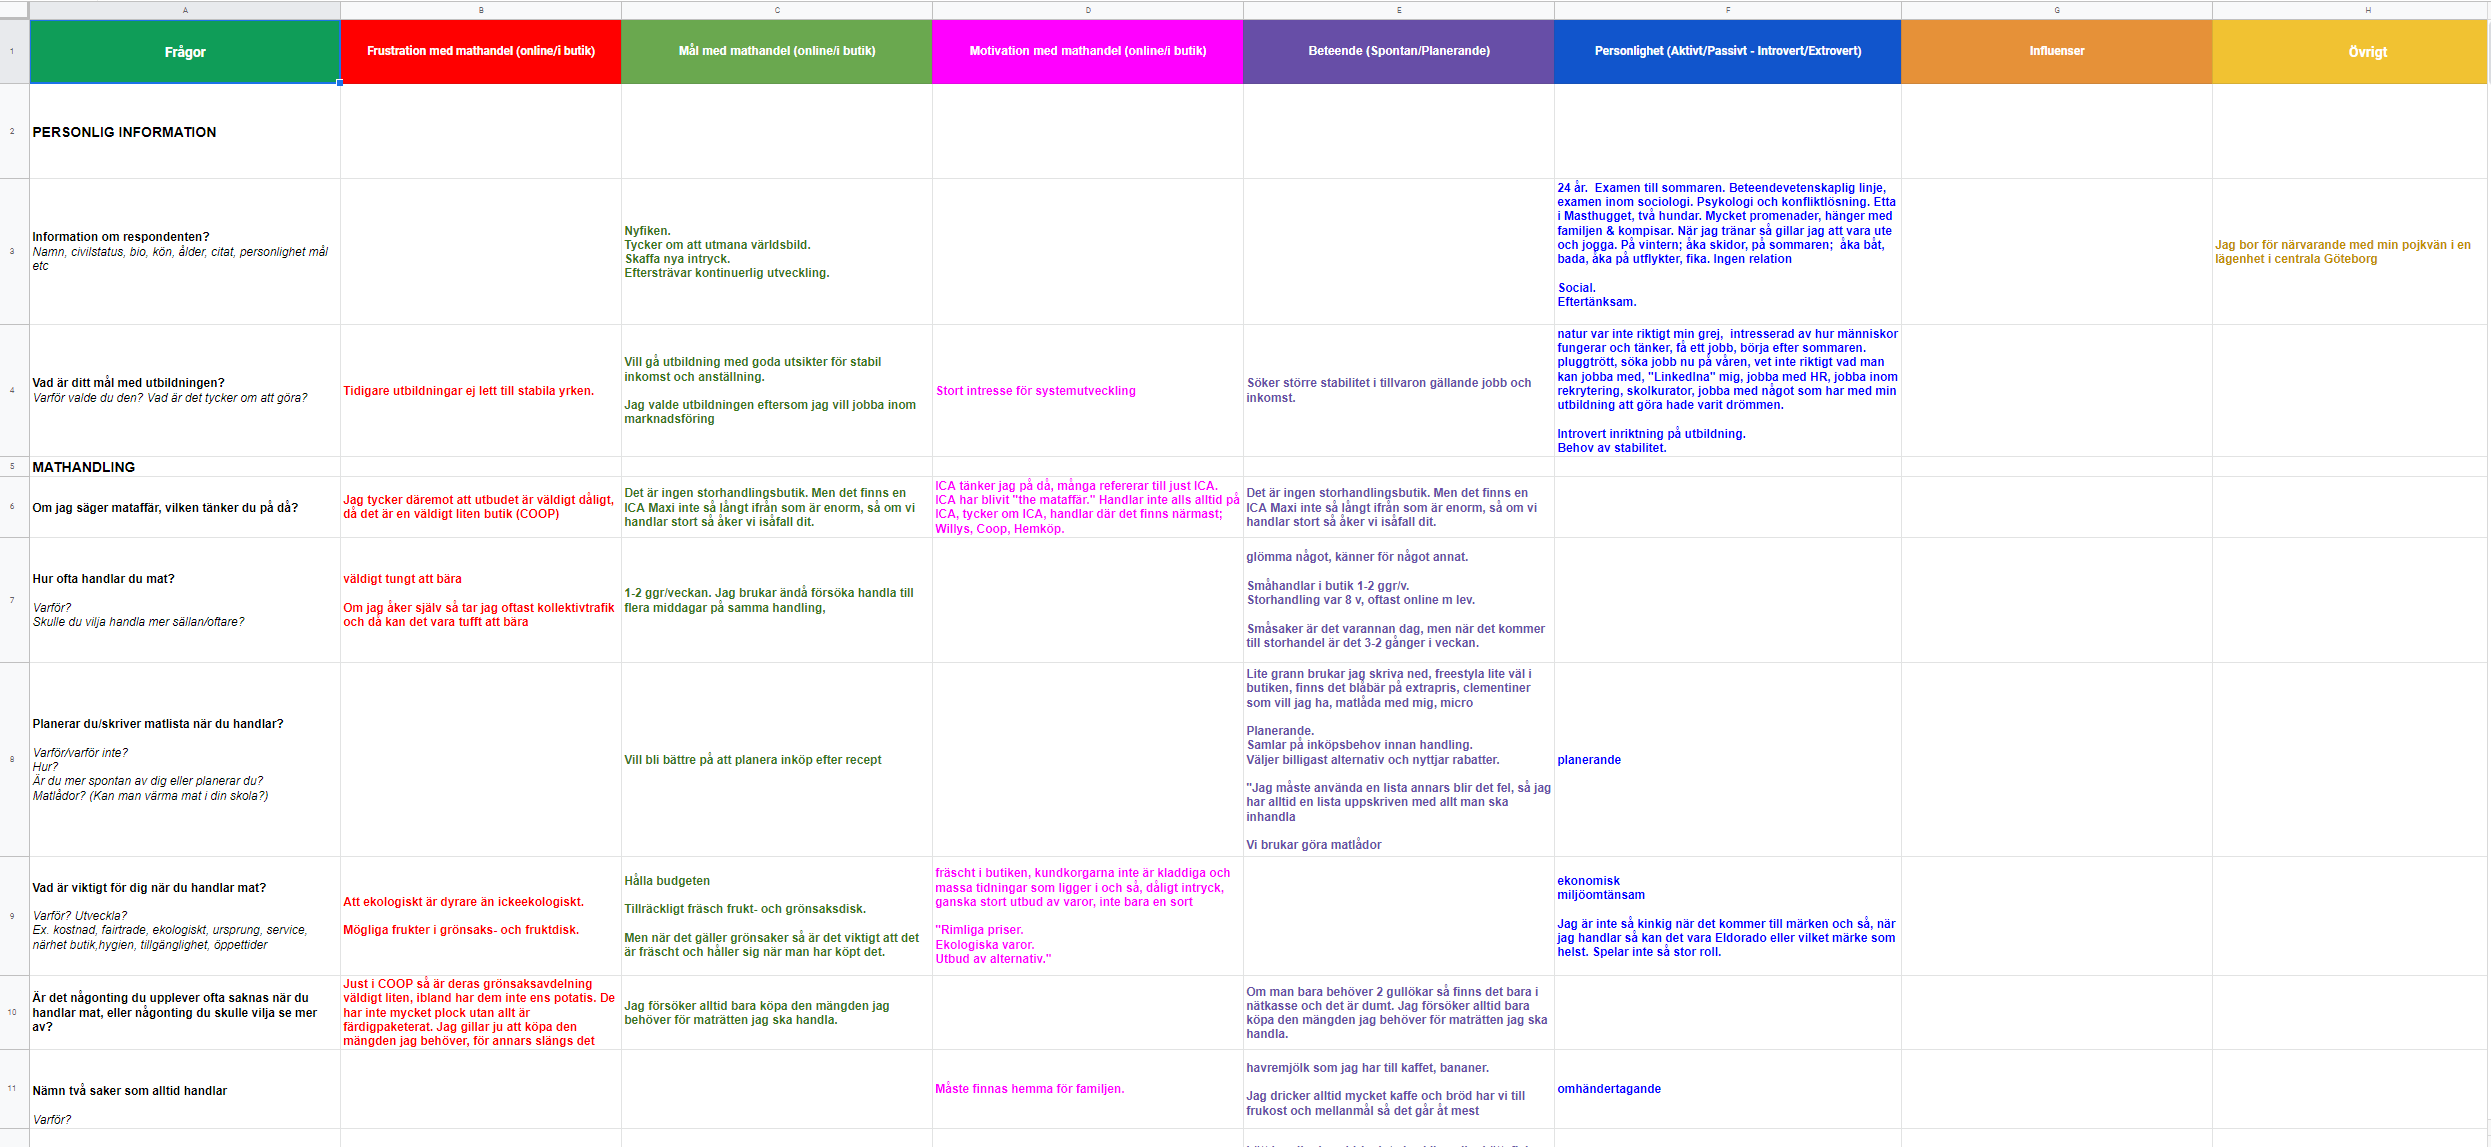 A B C D E F G H
1 Frågor Frustration med mathandel (online/i butik) Mål med mathandel (online/i butik) Motivation med mathandel (online/i butik) Beteende (Spontan/Planerande) Personlighet (Aktivt/Passivt - Introvert/Extrovert) Influenser Övrigt
2
PERSONLIG INFORMATION
3
Information om respondenten?
Namn, civilstatus, bio, kön, ålder, citat, personlighet mål
etc
Nyfiken.
Tycker om att utmana världsbild.
Skaffa nya intryck.
Eftersträvar kontinuerlig utveckling.
24 år.  Examen till sommaren. Beteendevetenskaplig linje,
examen inom sociologi. Psykologi och konfliktlösning. Etta
i Masthugget, två hundar. Mycket promenader, hänger med
familjen & kompisar. När jag tränar så gillar jag att vara ute
och jogga. På vintern; åka skidor, på sommaren;  åka båt,
bada, åka på utflykter, fika. Ingen relation
Social.
Eftertänksam.
Jag bor för närvarande med min pojkvän i en
lägenhet i centrala Göteborg
4
Vad är ditt mål med utbildningen?
Varför valde du den? Vad är det tycker om att göra?
Tidigare utbildningar ej lett till stabila yrken.
Vill gå utbildning med goda utsikter för stabil
inkomst och anställning.
Jag valde utbildningen eftersom jag vill jobba inom
marknadsföring
Stort intresse för systemutveckling
Söker större stabilitet i tillvaron gällande jobb och
inkomst.
natur var inte riktigt min grej,  intresserad av hur människor
fungerar och tänker, få ett jobb, börja efter sommaren.
pluggtrött, söka jobb nu på våren, vet inte riktigt vad man
kan jobba med, "LinkedIna" mig, jobba med HR, jobba inom
rekrytering, skolkurator, jobba med något som har med min
utbildning att göra hade varit drömmen.
Introvert inriktning på utbildning.
Behov av stabilitet.
5
MATHANDLING
6
Om jag säger mataffär, vilken tänker du på då?
Jag tycker däremot att utbudet är väldigt dåligt,
då det är en väldigt liten butik (COOP)
Det är ingen storhandlingsbutik. Men det finns en
ICA Maxi inte så långt ifrån som är enorm, så om vi
handlar stort så åker vi isåfall dit.
ICA tänker jag på då, många refererar till just ICA.
ICA har blivit "the mataffär." Handlar inte alls alltid på
ICA, tycker om ICA, handlar där det finns närmast;
Willys, Coop, Hemköp.
Det är ingen storhandlingsbutik. Men det finns en
ICA Maxi inte så långt ifrån som är enorm, så om vi
handlar stort så åker vi isåfall dit.
7
Hur ofta handlar du mat?
Varför?
Skulle du vilja handla mer sällan/oftare?
väldigt tungt att bära
Om jag åker själv så tar jag oftast kollektivtrafik
och då kan det vara tufft att bära
1-2 ggr/veckan. Jag brukar ändå försöka handla till
flera middagar på samma handling,
glömma något, känner för något annat.
Småhandlar i butik 1-2 ggr/v.
Storhandling var 8 v, oftast online m lev.
Småsaker är det varannan dag, men när det kommer
till storhandel är det 3-2 gånger i veckan.
8
Planerar du/skriver matlista när du handlar?
Varför/varför inte?
Hur?
Är du mer spontan av dig eller planerar du?
Matlådor? (Kan man värma mat i din skola?)
Vill bli bättre på att planera inköp efter recept
Lite grann brukar jag skriva ned, freestyla lite väl i
butiken, finns det blåbär på extrapris, clementiner
som vill jag ha, matlåda med mig, micro
Planerande.
Samlar på inköpsbehov innan handling.
Väljer billigast alternativ och nyttjar rabatter.
"Jag måste använda en lista annars blir det fel, så jag
har alltid en lista uppskriven med allt man ska
inhandla
Vi brukar göra matlådor
planerande
9
Vad är viktigt för dig när du handlar mat?
Varför? Utveckla?
Ex. kostnad, fairtrade, ekologiskt, ursprung, service,
närhet butik,hygien, tillgänglighet, öppettider
Att ekologiskt är dyrare än ickeekologiskt.
Mögliga frukter i grönsaks- och fruktdisk.
Hålla budgeten
Tillräckligt fräsch frukt- och grönsaksdisk.
Men när det gäller grönsaker så är det viktigt att det
är fräscht och håller sig när man har köpt det.
fräscht i butiken, kundkorgarna inte är kladdiga och
massa tidningar som ligger i och så, dåligt intryck,
ganska stort utbud av varor, inte bara en sort
"Rimliga priser.
Ekologiska varor.
Utbud av alternativ."
ekonomisk
miljöomtänsam
Jag är inte så kinkig när det kommer till märken och så, när
jag handlar så kan det vara Eldorado eller vilket märke som
helst. Spelar inte så stor roll.
10
Är det någonting du upplever ofta saknas när du
handlar mat, eller någonting du skulle vilja se mer
av?
Just i COOP så är deras grönsaksavdelning
väldigt liten, ibland har dem inte ens potatis. De
har inte mycket plock utan allt är
färdigpaketerat. Jag gillar ju att köpa den
mängden jag behöver, för annars slängs det
Jag försöker alltid bara köpa den mängden jag
behöver för maträtten jag ska handla.
Om man bara behöver 2 gullökar så finns det bara i
nätkasse och det är dumt. Jag försöker alltid bara
köpa den mängden jag behöver för maträtten jag ska
handla.
11
Nämn två saker som alltid handlar
Varför?
Måste finnas hemma för familjen.
havremjölk som jag har till kaffet, bananer.
Jag dricker alltid mycket kaffe och bröd har vi till
frukost och mellanmål så det går åt mest
omhändertagande